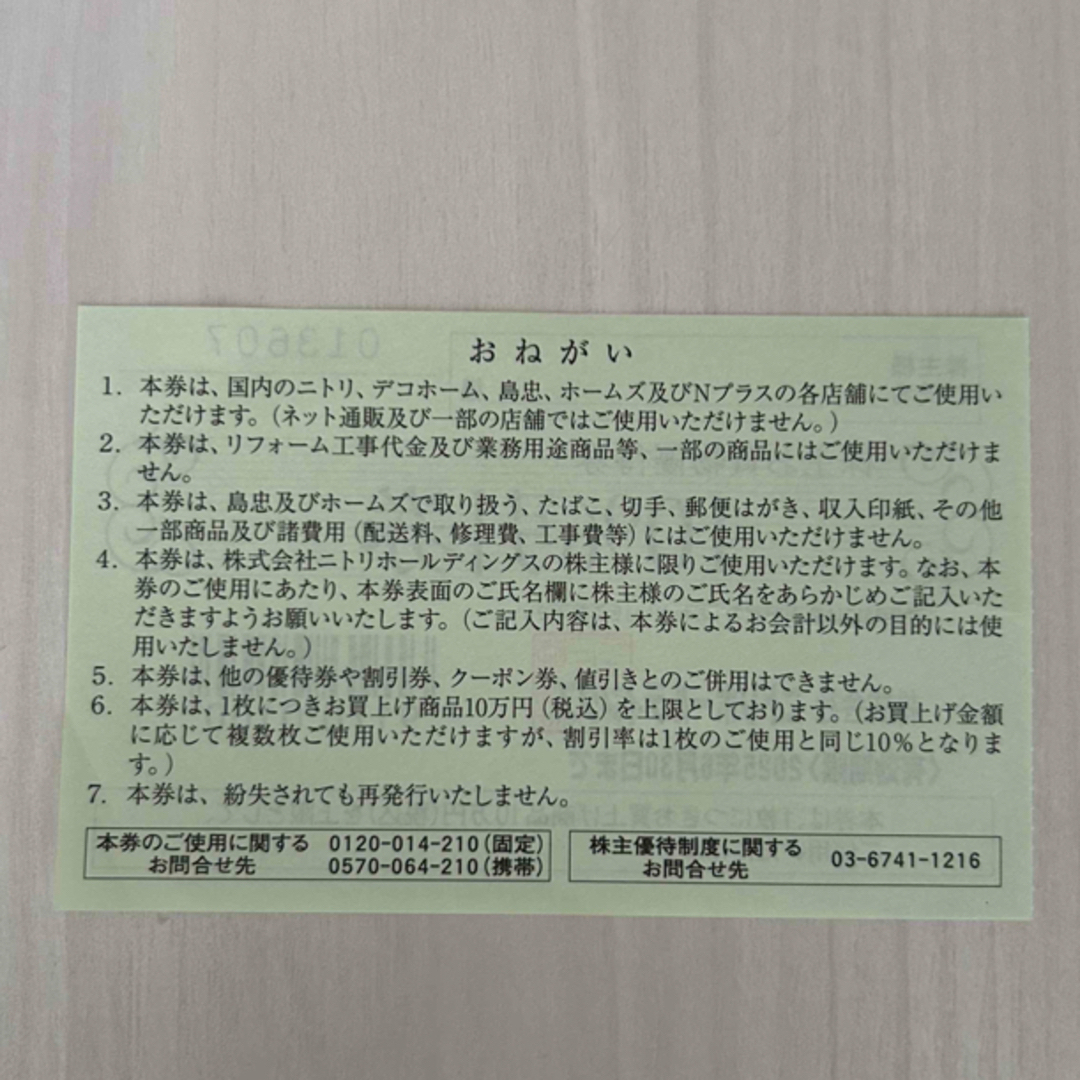 おねがい
1. 本券は、国内のニトリ、デコホーム、島忠、ホームズ及びNプラスの各店舗にてご使用い
ただけます。(ネット通販及び一部の店舗ではご使用いただけません。)
2. 本券は、リフォーム工事代金及び業務用途商品等、一部の商品にはご使用いただけま
せん。
3. 本券は、島忠及びホームズで取り扱う、たばこ、切手、郵便はがき、収入印紙、その他
一部商品及び諸費用(配送料、修理費、工事費等)にはご使用いただけません。
4. 本券は、株式会社ニトリホールディングスの株主様に限りご使用いただけます。なお、本
券のご使用にあたり、本券表面のご氏名欄に株主様のご氏名をあらかじめご記入いた
だきますようお願いいたします。(ご記入内容は、本券によるお会計以外の目的には使
用いたしません。)
5. 本券は、他の優待券や割引券、クーポン券、値引きとのご併用はできません。
6. 本券は、1枚につきお買上げ商品10万円(税込)を上限としております。(お買上げ金額
に応じて複数枚ご使用いただけますが、割引率は1枚のご使用と同じ10%となりま
す。)
7. 本券は、紛失されても再発行いたしません。
本券のご使用に関する 0120-014-210(固定)
お問合せ先 0570-064-210(携帯)
株主優待制度に関する
お問合せ先 03-6741-1216
013607
株主様
〈有効期限〉2025年6月30日まで